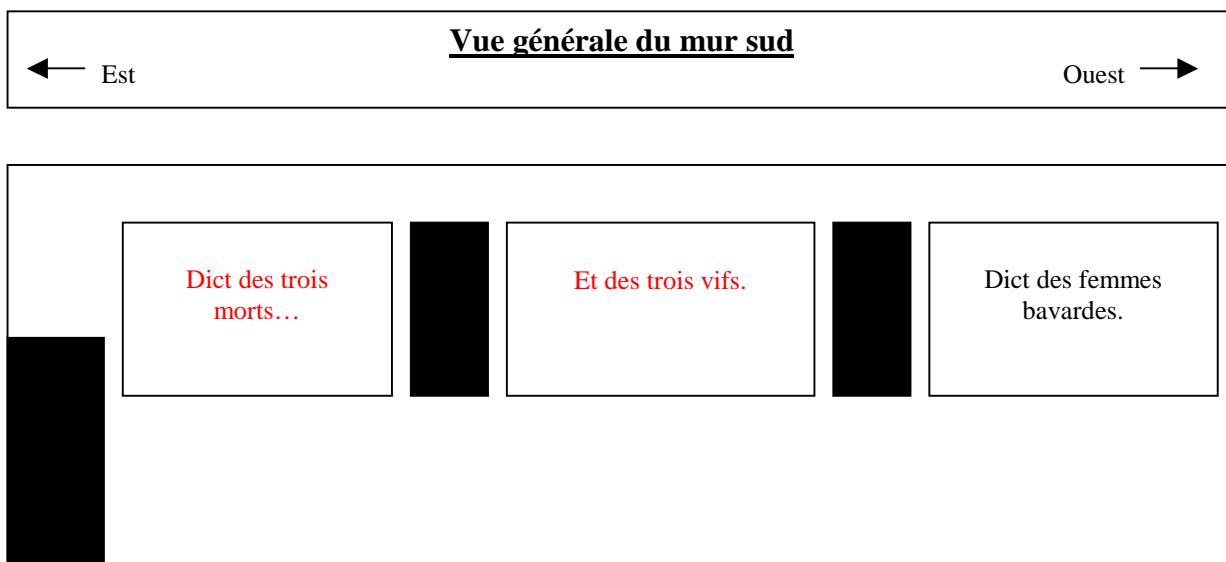 Vue générale du mur sud
Est
Ouest
Dict des trois
morts…
Et des trois vifs.
Dict des femmes
bavardes.